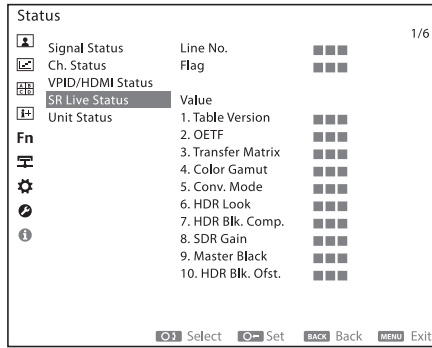 Status
1/6
Signal Status
Ch. Status
VPID/HDMI Status
SR Live Status
Unit Status
Fn
A B
C D
Line No.
Flag
Value
1. Table Version
2. OETF
3. Transfer Matrix
4. Color Gamut
5. Conv. Mode
6. HDR Look
7. HDR Blk. Comp.
8. SDR Gain
9. Master Black
10. HDR Blk. Ofst.
Select Set BACK Back MENU Exit